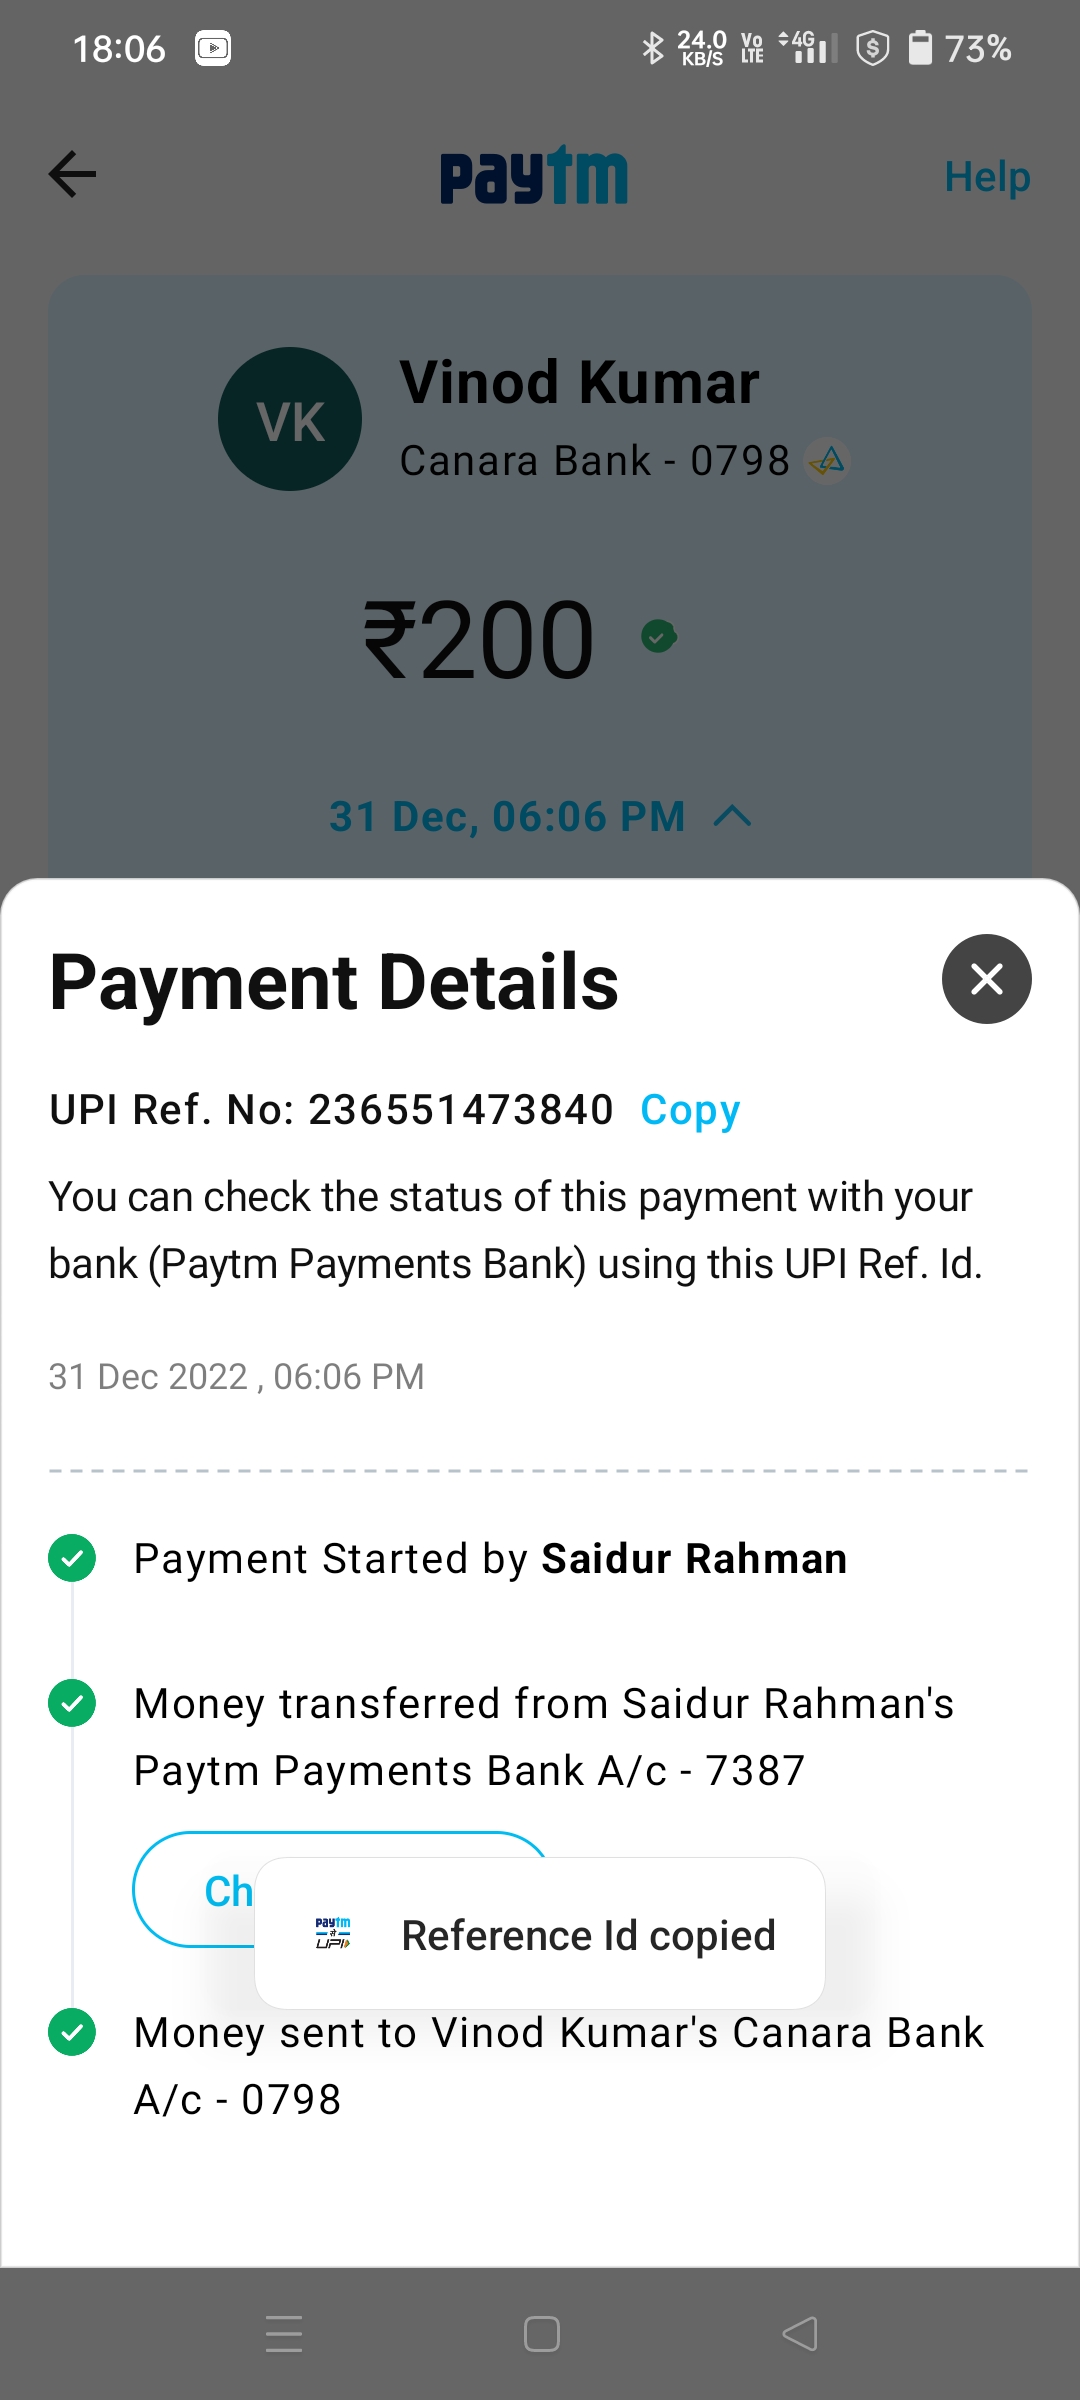 18:06
24.0
KB/S
Vo
LTE
4G
73%
paytm
Help
VK
Vinod Kumar
Canara Bank - 0798
₹200
31 Dec, 06:06 PM
Payment Details
UPI Ref. No: 236551473840 Copy
You can check the status of this payment with your
bank (Paytm Payments Bank) using this UPI Ref. Id.
31 Dec 2022 , 06:06 PM
Payment Started by Saidur Rahman
Money transferred from Saidur Rahman's
Paytm Payments Bank A/c - 7387
Ch
paytm
से
UPI
Reference Id copied
Money sent to Vinod Kumar's Canara Bank
A/c - 0798